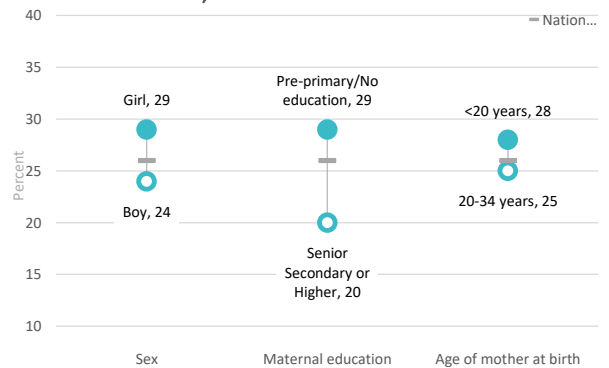 40
Nation…
35
Pre-primary/No
education, 29
Girl, 29
<20 years, 28
30
25
Percent
20-34 years, 25
Boy, 24
20
Senior
Secondary or
Higher, 20
15
10
Sex
Maternal education
Age of mother at birth